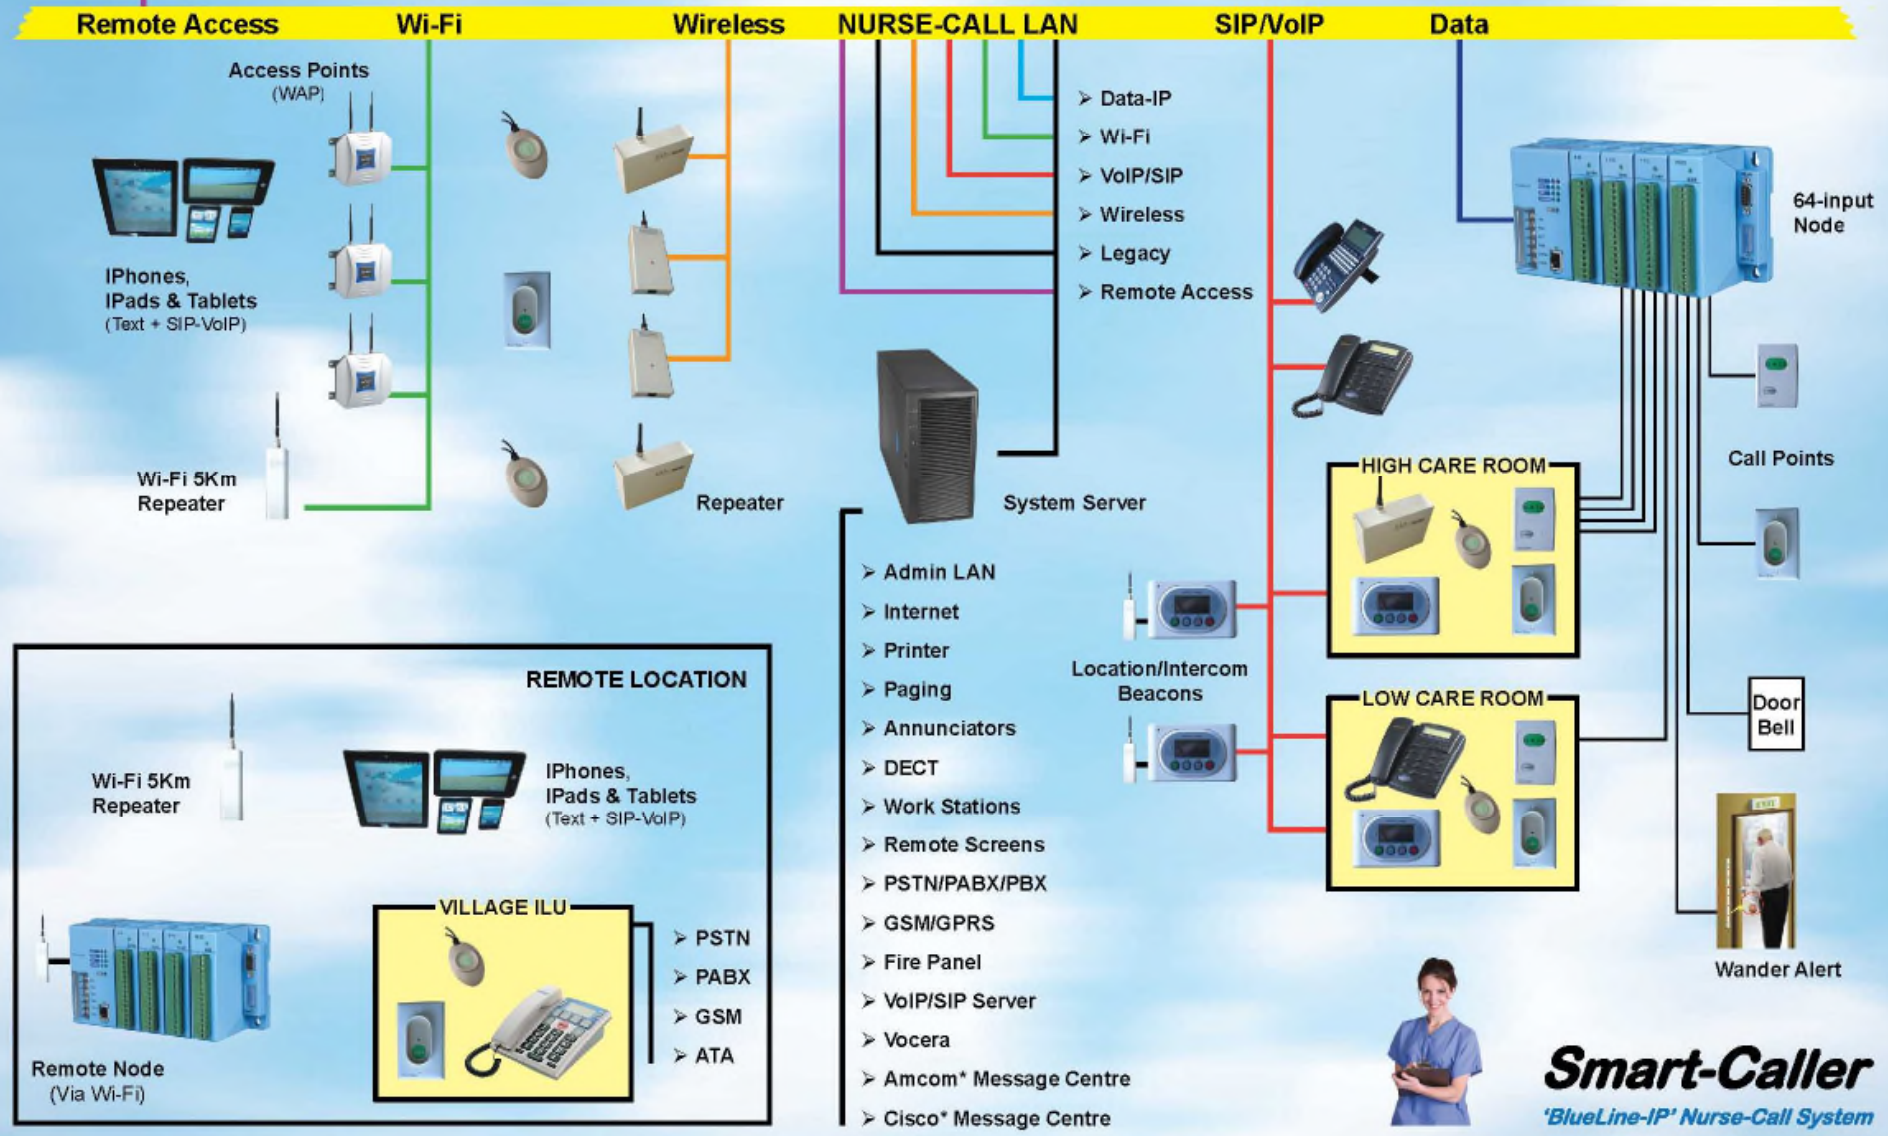 Remote Access
Wi-Fi
Wireless
NURSE-CALL LAN
SIP/VoIP
Data
Access Points
(WAP)
IPhones,
IPads & Tablets
(Text + SIP-VoIP)
Wi-Fi 5Km
Repeater
Repeater
Data-IP
Wi-Fi
VoIP/SIP
Wireless
Legacy
Remote Access
System Server
Admin LAN
Internet
Printer
Paging
Annunciators
DECT
Work Stations
Remote Screens
PSTN/PABX/PBX
GSM/GPRS
Fire Panel
VoIP/SIP Server
Vocera
Amcom* Message Centre
Cisco* Message Centre
64-input
Node
Call Points
HIGH CARE ROOM
Location/Intercom
Beacons
LOW CARE ROOM
Door
Bell
EXIT
Wander Alert
REMOTE LOCATION
Wi-Fi 5Km
Repeater
IPhones,
IPads & Tablets
(Text + SIP-VoIP)
VILLAGE ILU
PSTN
PABX
GSM
ATA
Remote Node
(Via Wi-Fi)
Smart-Caller
'BlueLine-IP' Nurse-Call System